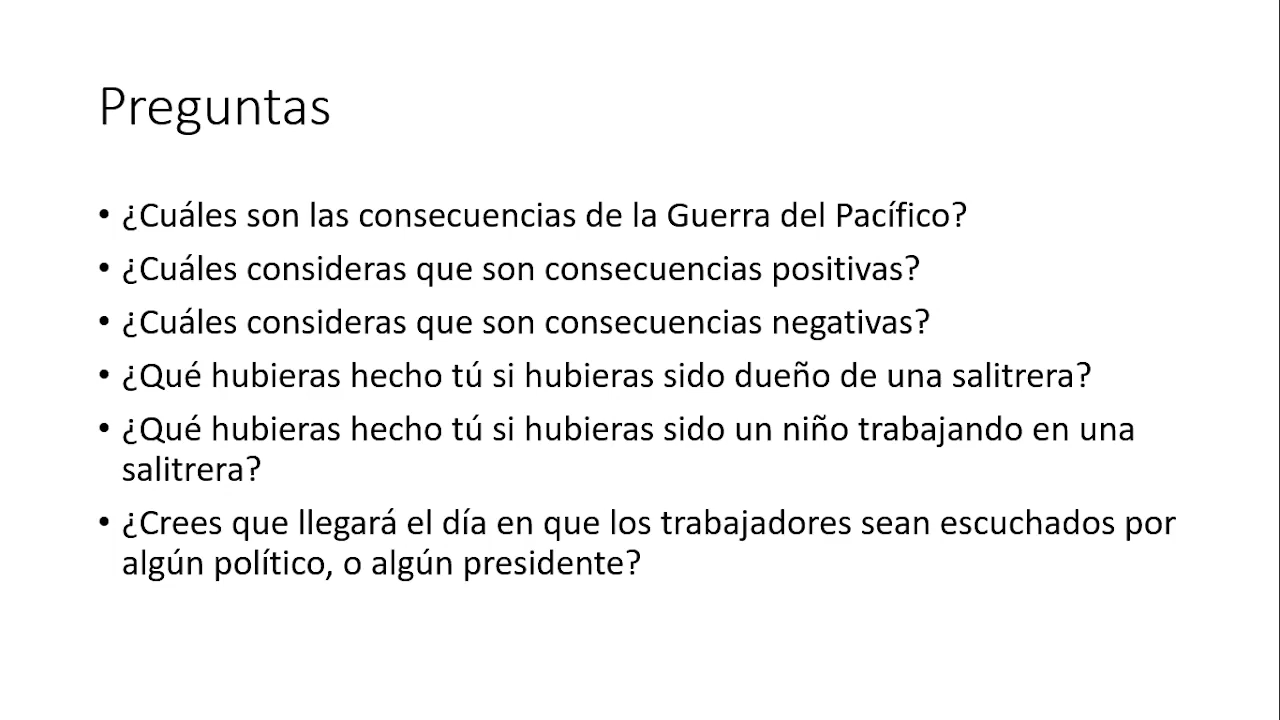 Preguntas
• ¿Cuáles son las consecuencias de la Guerra del Pacífico?
• ¿Cuáles consideras que son consecuencias positivas?
• ¿Cuáles consideras que son consecuencias negativas?
• ¿Qué hubieras hecho tú si hubieras sido dueño de una salitrera?
• ¿Qué hubieras hecho tú si hubieras sido un niño trabajando en una
salitrera?
• ¿Crees que llegará el día en que los trabajadores sean escuchados por
algún político, o algún presidente?